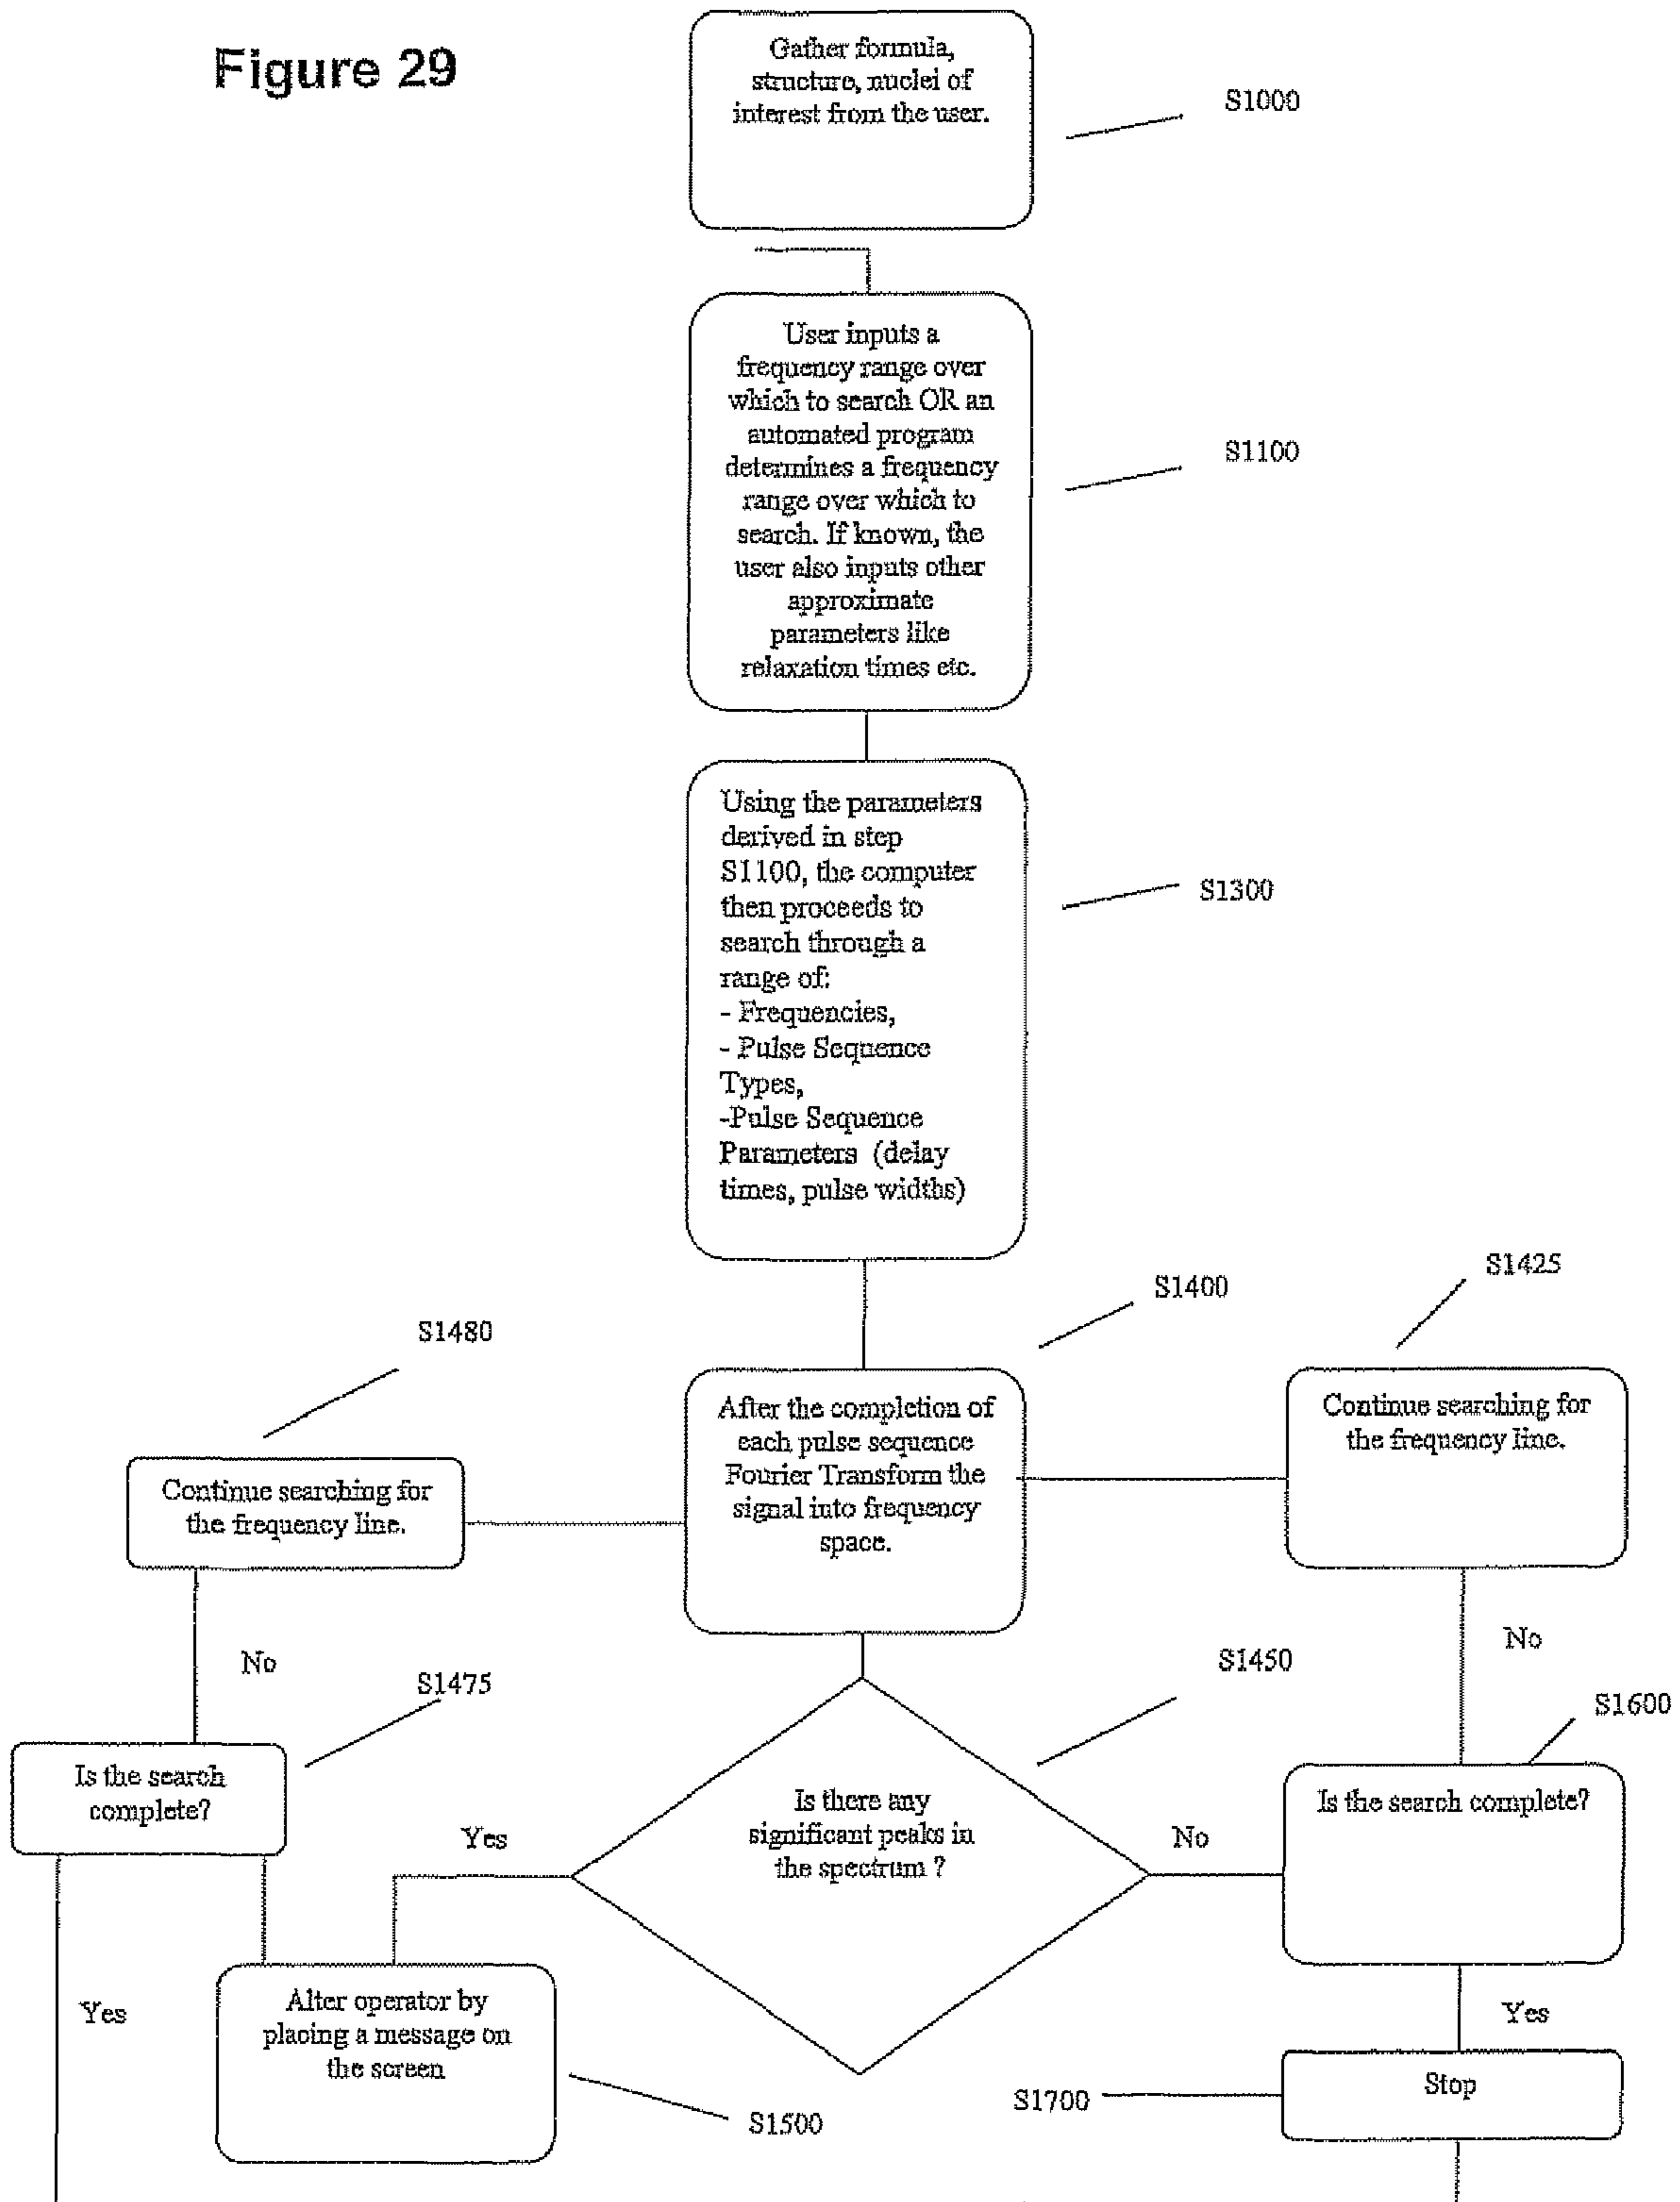 Figure 29
Gather formula,
structure, nuclei of
interest from the user.
S1000
User inputs a
frequency range over
which to search OR an
automated program
determines a frequency
range over which to
search. If known, the
user also inputs other
approximate
parameters like
relaxation times etc.
S1100
Using the parameters
derived in step
S1100, the computer
then proceeds to
search through a
range of:
- Frequencies,
- Pulse Sequence
Types,
-Pulse Sequence
Parameters (delay
times, pulse widths)
S1300
S1400
S1425
S1480
After the completion of
each pulse sequence
Fourier Transform the
signal into frequency
space.
Continue searching for
the frequency line.
Continue searching for
the frequency line.
No
No
S1450
S1475
S1600
Is the search
complete?
Is there any
significant peaks in
the spectrum ?
Is the search complete?
Yes
No
Yes
Alter operator by
placing a message on
the screen
Yes
Stop
S1500
S1700